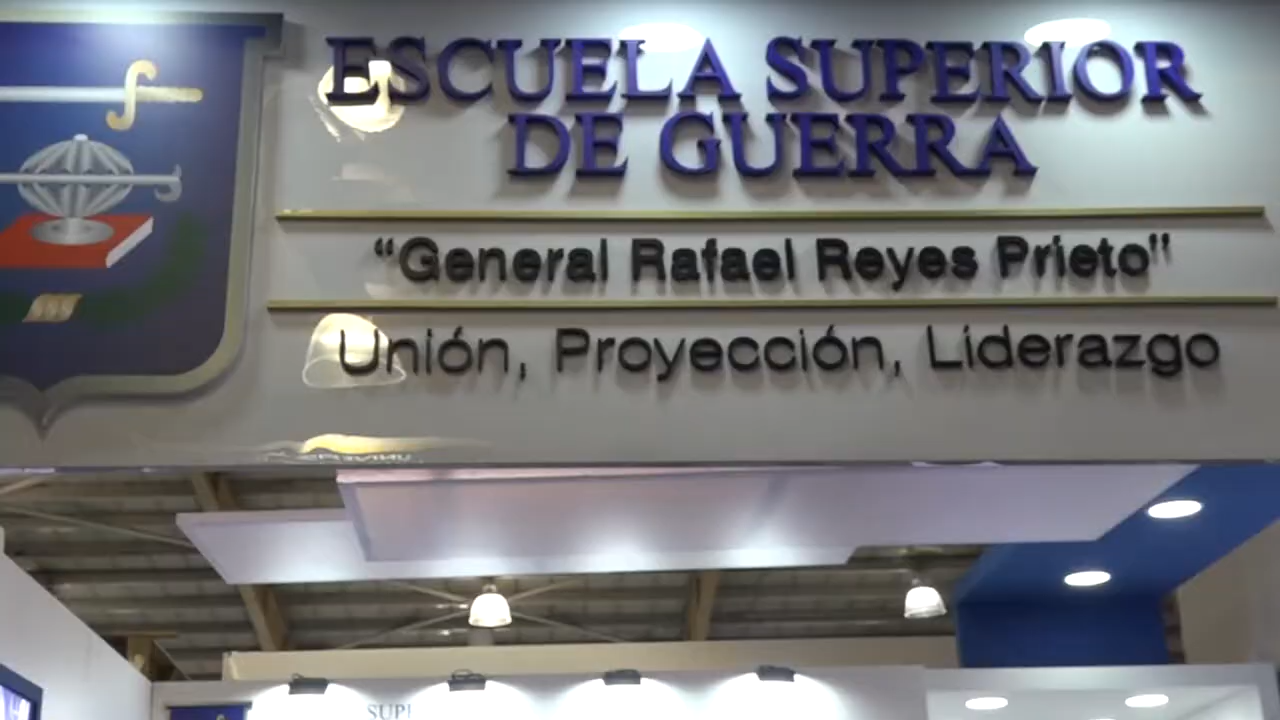 ESCUELA SUPERIOR
DE GUERRA
“General Rafael Reyes Prieto"
Unión, Proyección, Liderazgo